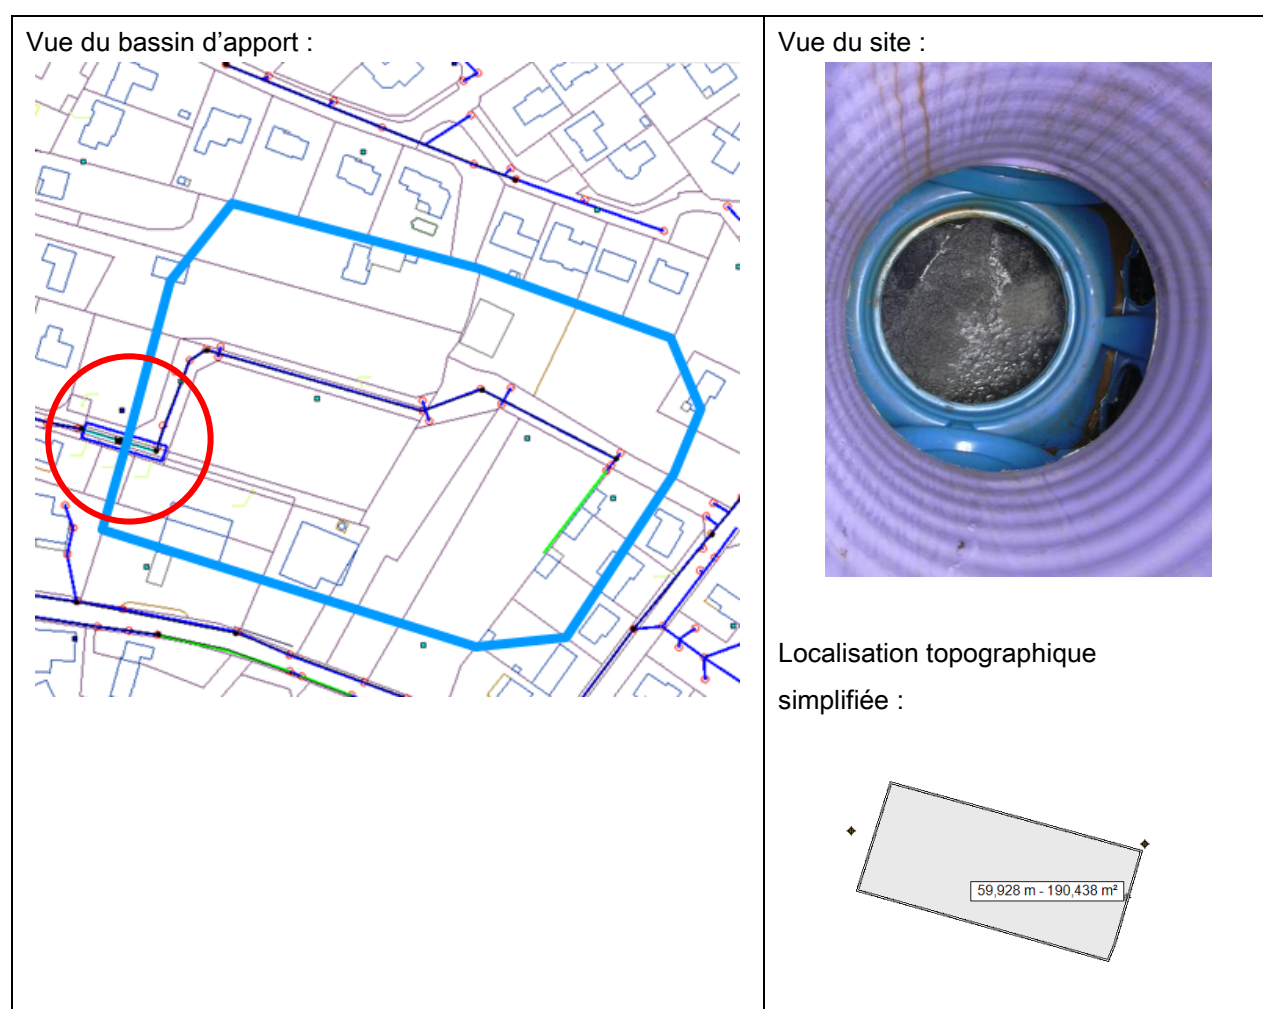 Vue du bassin d’apport :
Vue du site :
Localisation topographique
simplifiée :
59,928 m - 190,438 m²